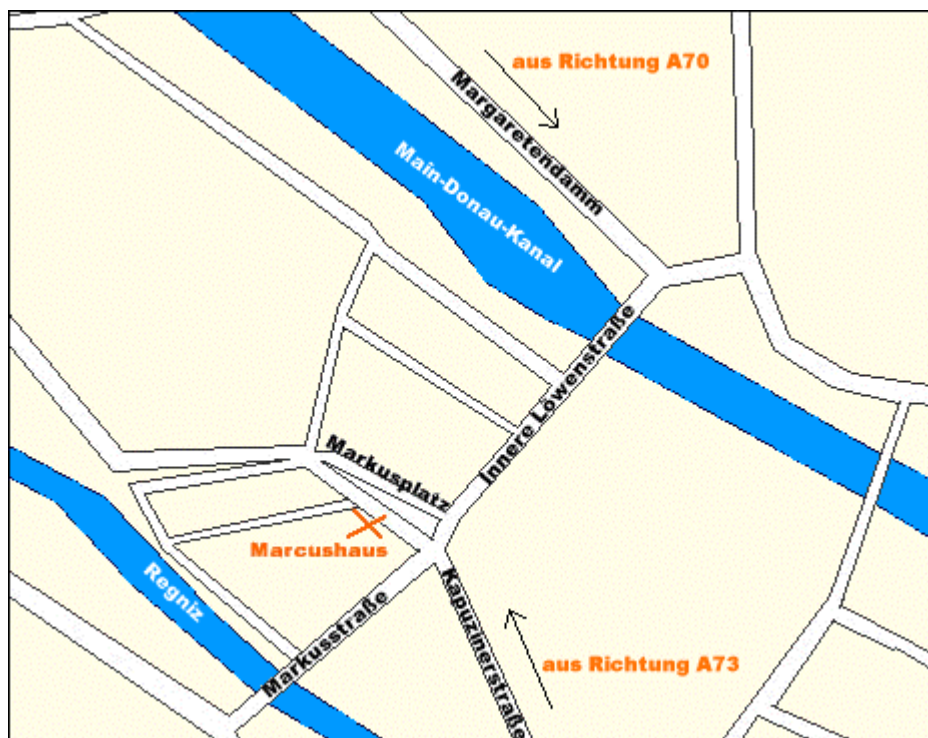 aus Richtung A70
Margaretendamm
Main-Donau-Kanal
Innere Löwenstraße
Markusplatz
Marcushaus
Regniz
Markusstraße
Kapuzinerstraße
aus Richtung A73